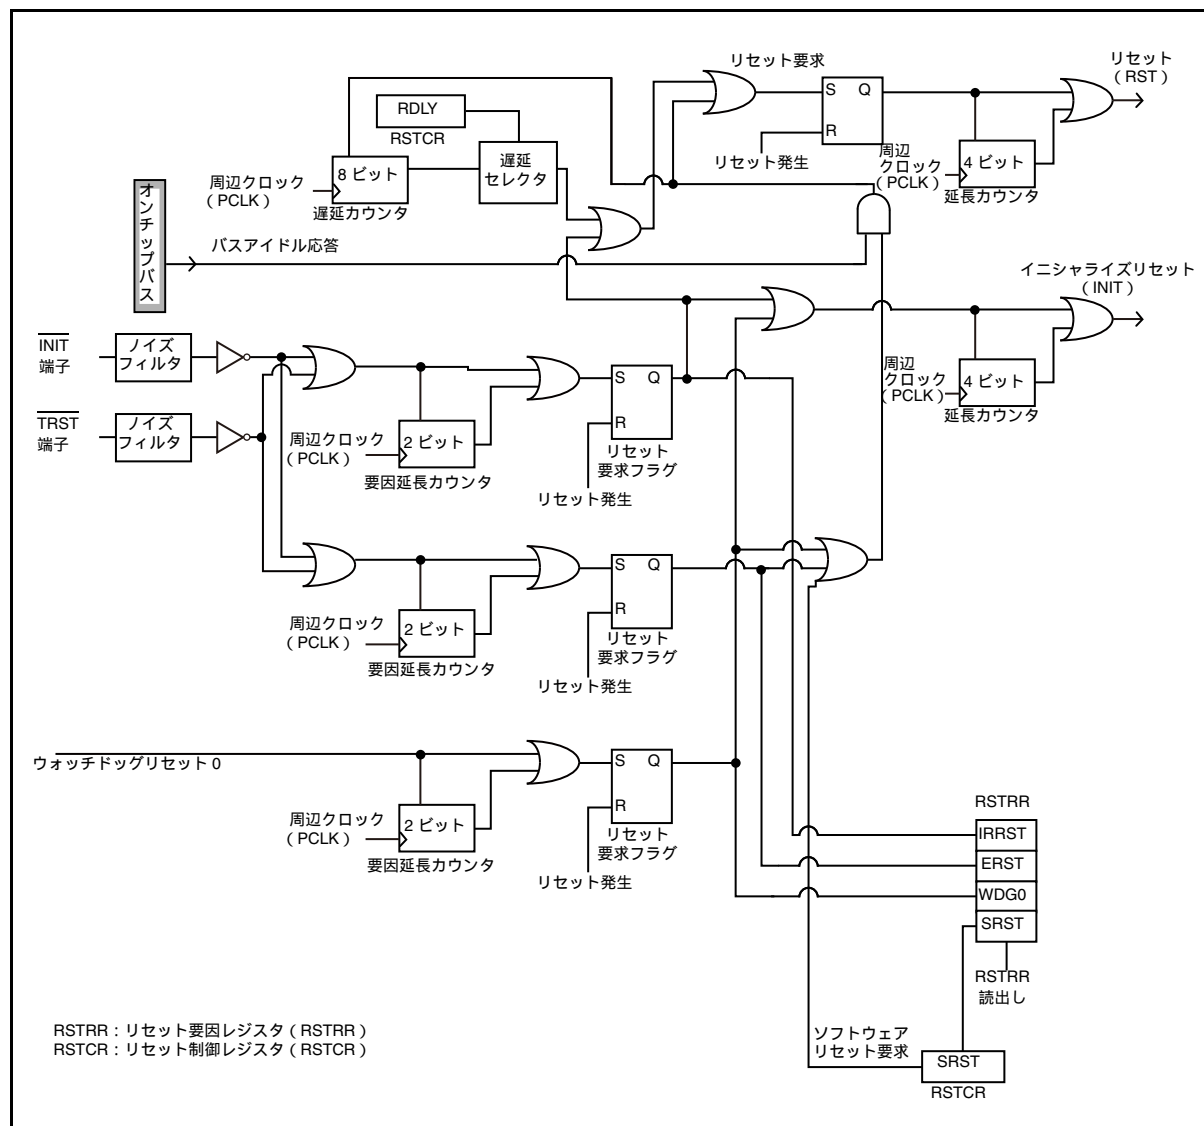 リセット要求
リセット
（RST）
RDLY
RSTCR
S Q
R
リセット発生
遅延
セレクタ
8 ビット
周辺クロック
（PCLK）
遅延カウンタ
周辺
クロック
（PCLK）
4 ビット
延長カウンタ
オンチップバス
バスアイドル応答
イニシャライズリセット
（INIT）
周辺
クロック
（PCLK）
4 ビット
延長カウンタ
INIT
端子
ノイズ
フィルタ
TRST
端子
ノイズ
フィルタ
周辺クロック
（PCLK）
2 ビット
要因延長カウンタ
S Q
R
リセット
要求フラグ
リセット発生
周辺クロック
（PCLK）
2 ビット
要因延長カウンタ
S Q
R
リセット
要求フラグ
リセット発生
ウォッチドッグリセット 0
周辺クロック
（PCLK）
2 ビット
要因延長カウンタ
S Q
R
リセット
要求フラグ
リセット発生
RSTRR
IRRST
ERST
WDG0
SRST
RSTRR
読出し
ソフトウェア
リセット要求
SRST
RSTCR
RSTRR：リセット要因レジスタ（RSTRR）
RSTCR：リセット制御レジスタ（RSTCR）